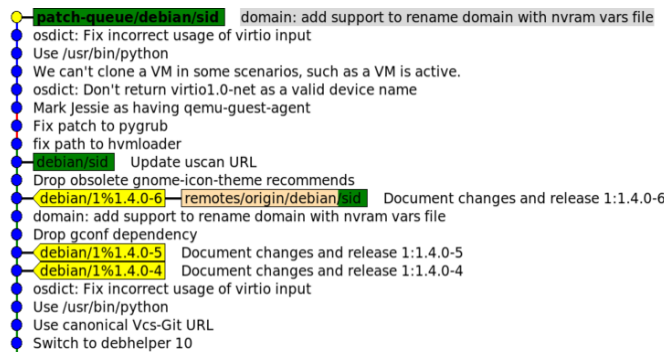 patch-queue/debian/sid domain: add support to rename domain with nvram vars file
osdict: Fix incorrect usage of virtio input
Use /usr/bin/python
We can't clone a VM in some scenarios, such as a VM is active.
osdict: Don't return virtio1.0-net as a valid device name
Mark Jessie as having qemu-guest-agent
Fix patch to pygrub
fix path to hvmloader
debian/sid Update uscan URL
Drop obsolete gnome-icon-theme recommends
debian/1%1.4.0-6 remotes/origin/debian/sid Document changes and release 1:1.4.0-6
domain: add support to rename domain with nvram vars file
Drop gconf dependency
debian/1%1.4.0-5 Document changes and release 1:1.4.0-5
debian/1%1.4.0-4 Document changes and release 1:1.4.0-4
osdict: Fix incorrect usage of virtio input
Use /usr/bin/python
Use canonical Vcs-Git URL
Switch to debhelper 10